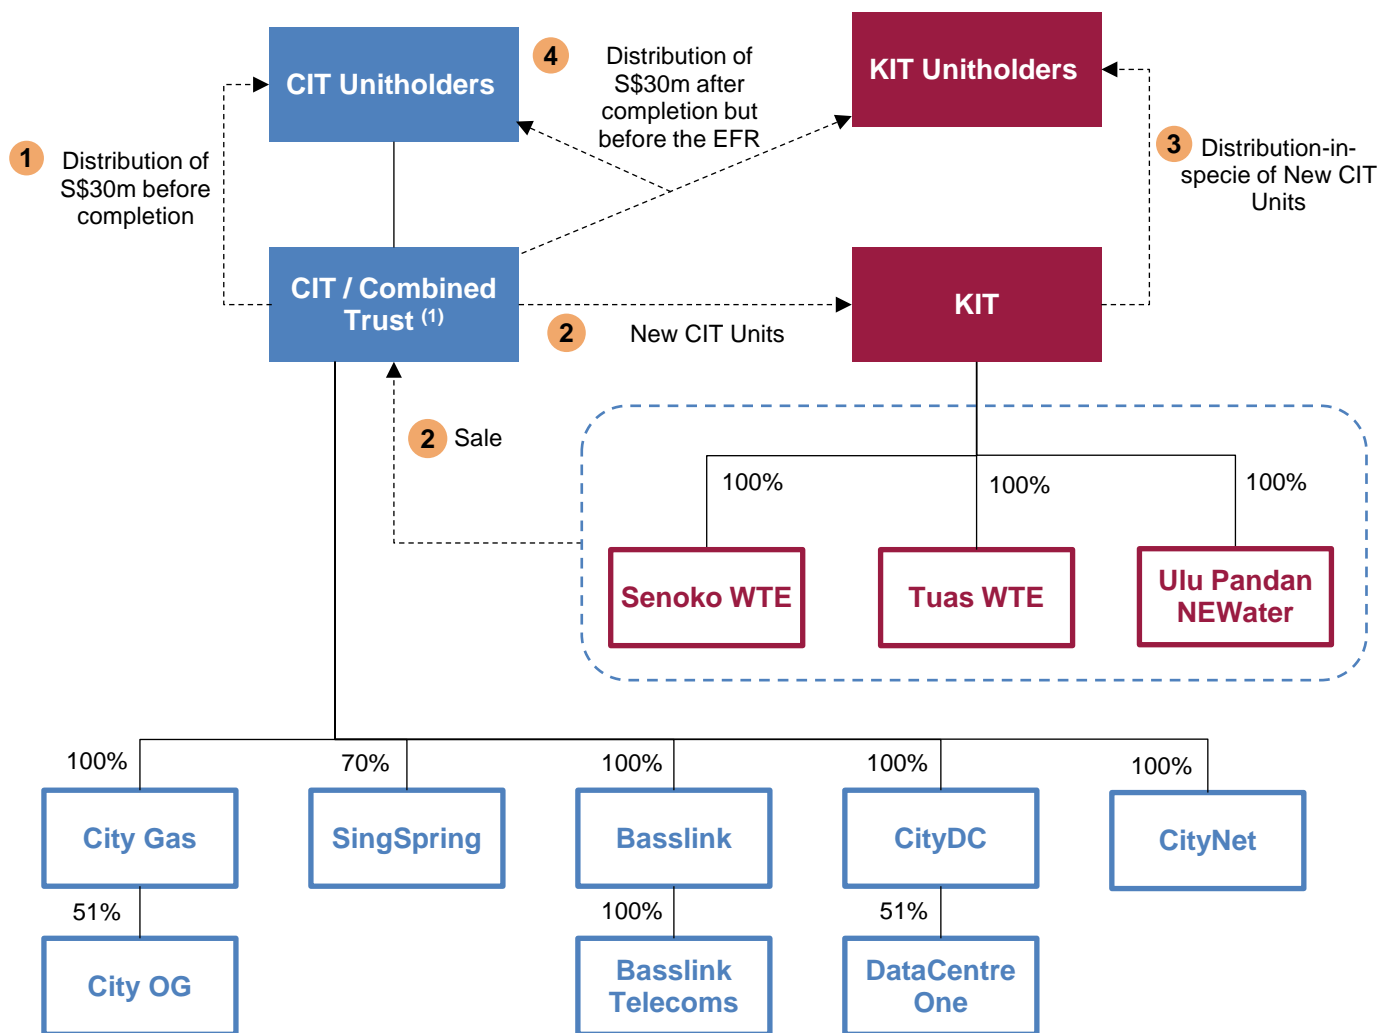 CIT Unitholders
4
Distribution of
S$30m after
completion but
before the EFR
KIT Unitholders
1
Distribution of
S$30m before
completion
3
Distribution-in-
specie of New CIT
Units
CIT / Combined
Trust (1)
2
New CIT Units
KIT
2
Sale
100%
100%
100%
Senoko WTE
Tuas WTE
Ulu Pandan
NEWater
100%
70%
100%
100%
100%
City Gas
SingSpring
Basslink
CityDC
CityNet
51%
100%
51%
City OG
Basslink
Telecoms
DataCentre
One